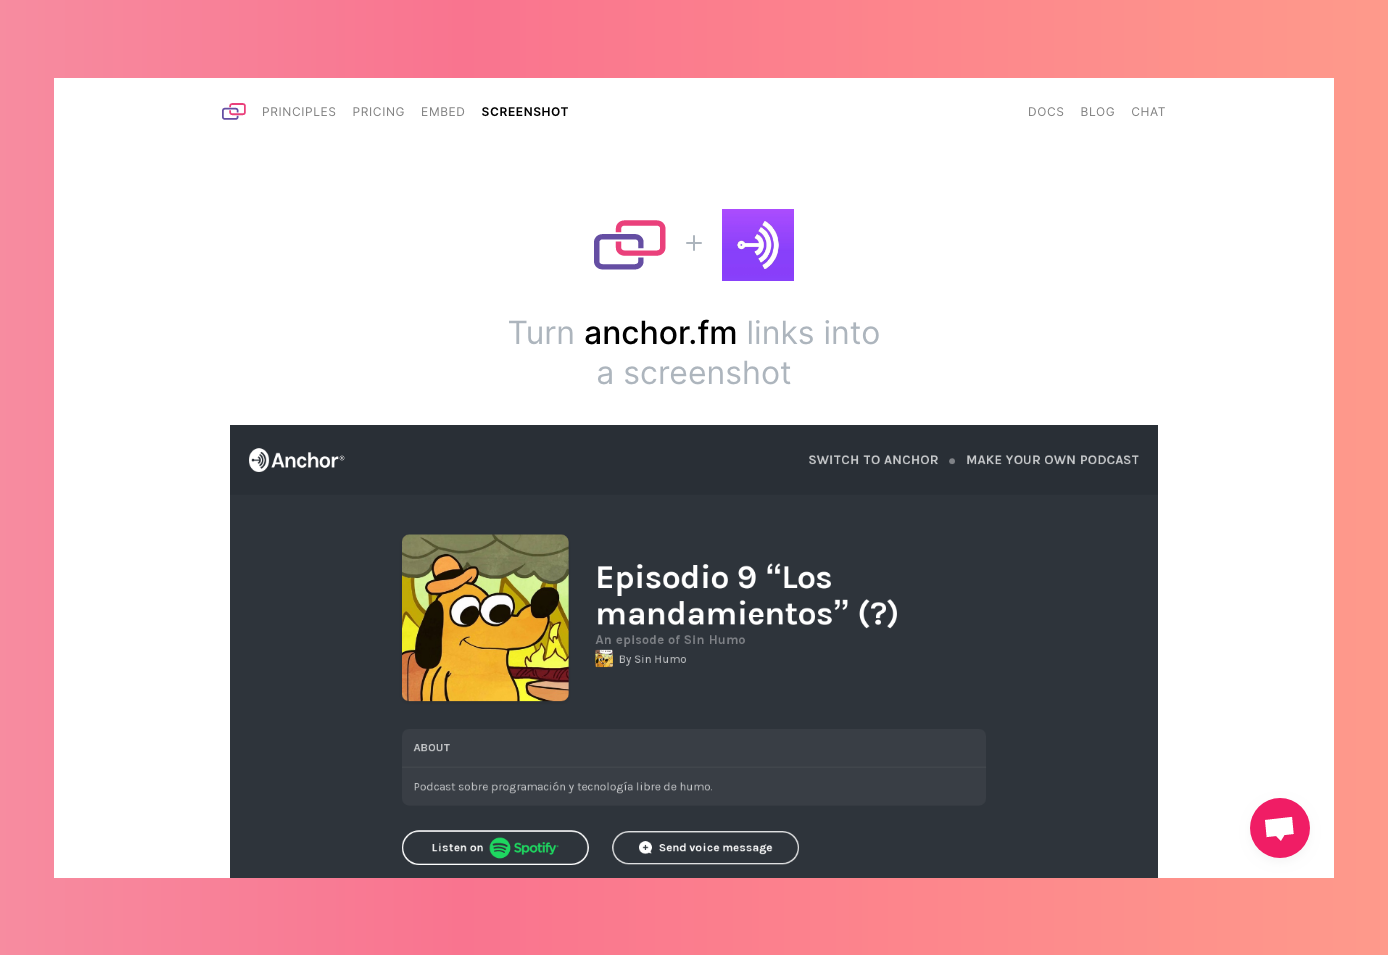 PRINCIPLES PRICING EMBED SCREENSHOT DOCS BLOG CHAT
+
Turn anchor.fm links into
a screenshot
Anchor® SWITCH TO ANCHOR • MAKE YOUR OWN PODCAST
Episodio 9 “Los
mandamientos” (?)
An episode of Sin Humo
By Sin Humo
ABOUT
Podcast sobre programación y tecnología libre de humo.
Listen on Spotify Send voice message